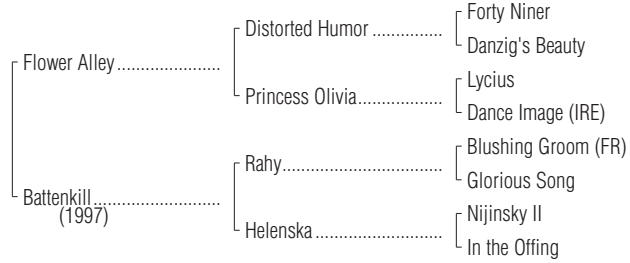 Forty Niner
Distorted Humor ...............
Danzig's Beauty
Flower Alley ......................
Lycius
Princess Olivia..................
Dance Image (IRE)
Blushing Groom (FR)
Rahy..................................
Glorious Song
Battenkill...........................
(1997)
Nijinsky II
Helenska ...........................
In the Offing